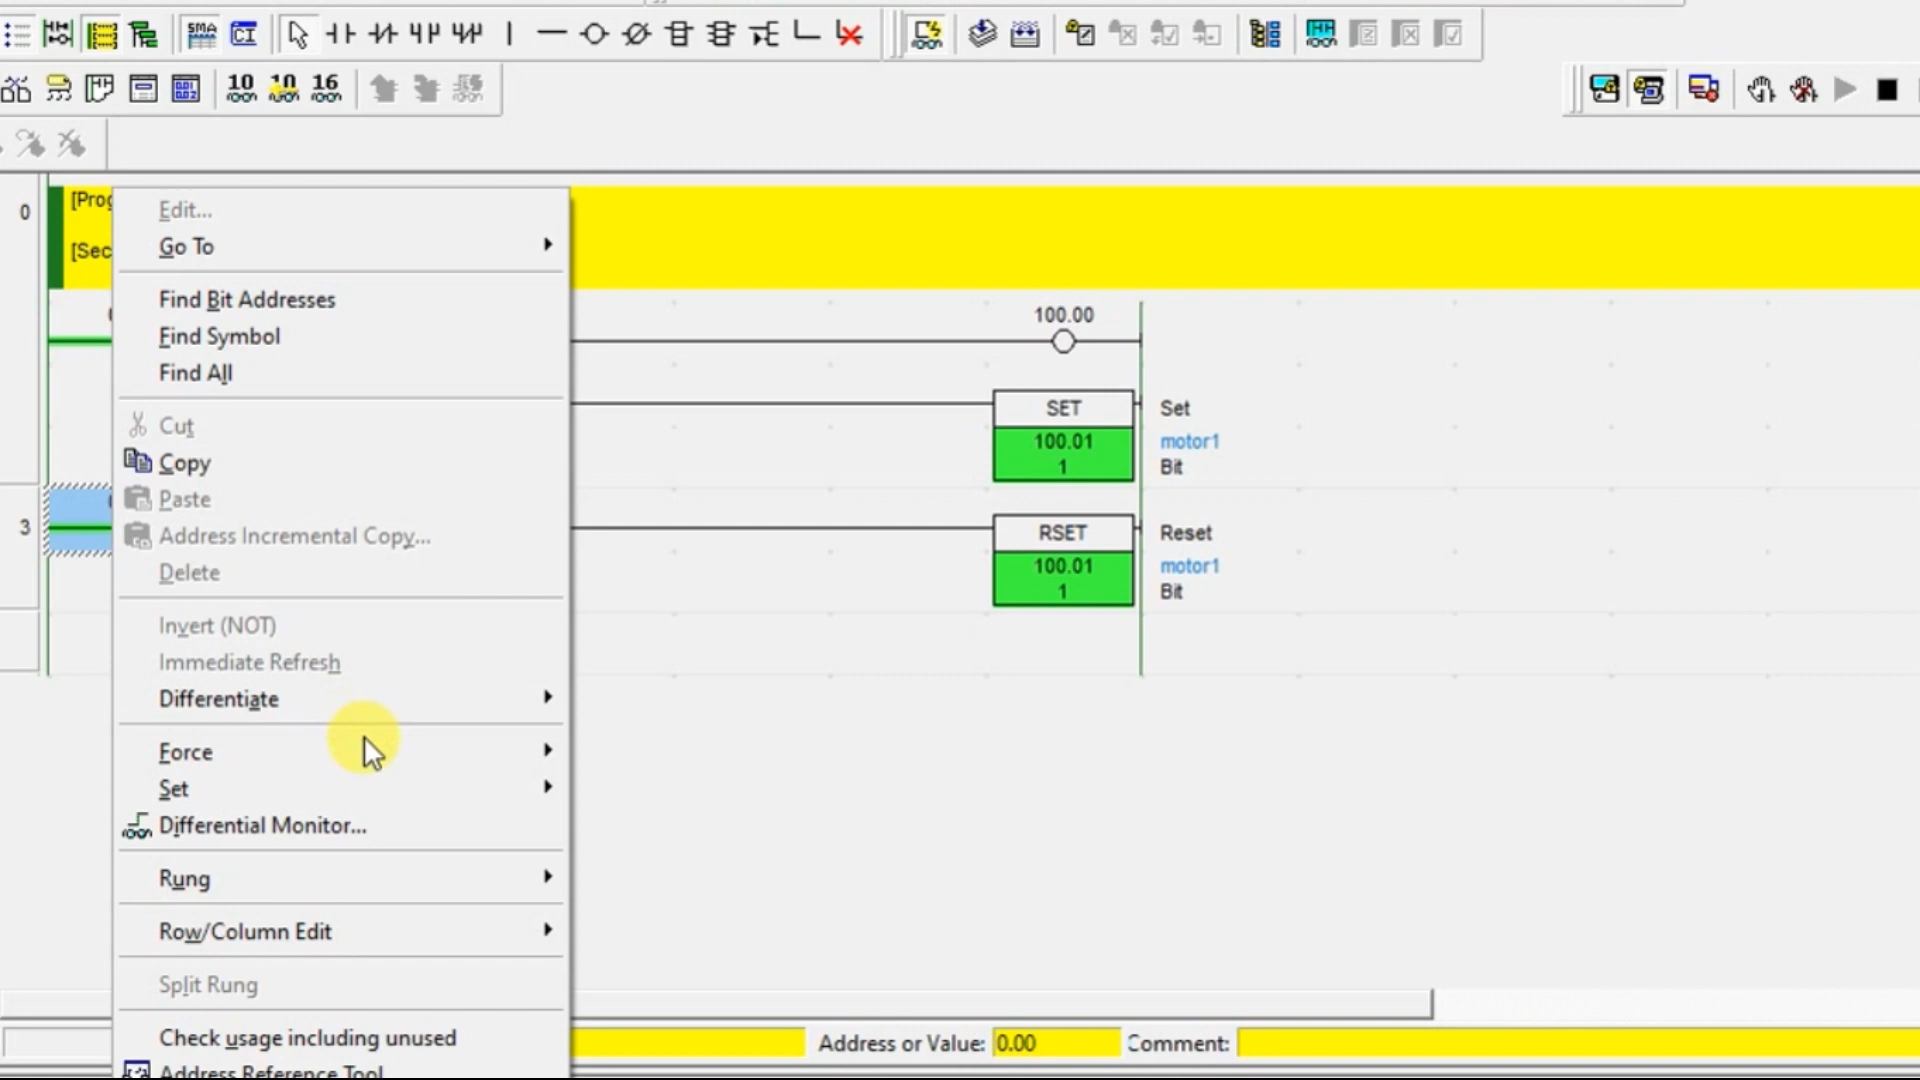 SMA CI
10 10 16
0
[Prog
[Sec
Edit...
Go To
Find Bit Addresses
Find Symbol
Find All
Cut
Copy
Paste
Address Incremental Copy...
Delete
Invert (NOT)
Immediate Refresh
Differentiate
Force
Set
Differential Monitor...
Rung
Row/Column Edit
Split Rung
Check usage including unused
Address Reference Tool
100.00
SET
100.01
1
Set
motor1
Bit
3
RSET
100.01
1
Reset
motor1
Bit
Address or Value: 0.00 Comment: